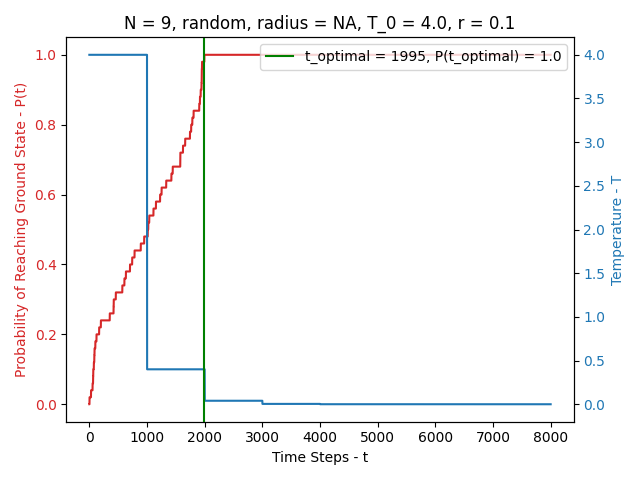 N = 9, random, radius = NA, T_0 = 4.0, r = 0.1
t_optimal = 1995, P(t_optimal) = 1.0
Probability of Reaching Ground State - P(t)
1.0
0.8
0.6
0.4
0.2
0.0
4.0
3.5
3.0
2.5
2.0
1.5
1.0
0.5
0.0
Temperature - T
0 1000 2000 3000 4000 5000 6000 7000 8000
Time Steps - t